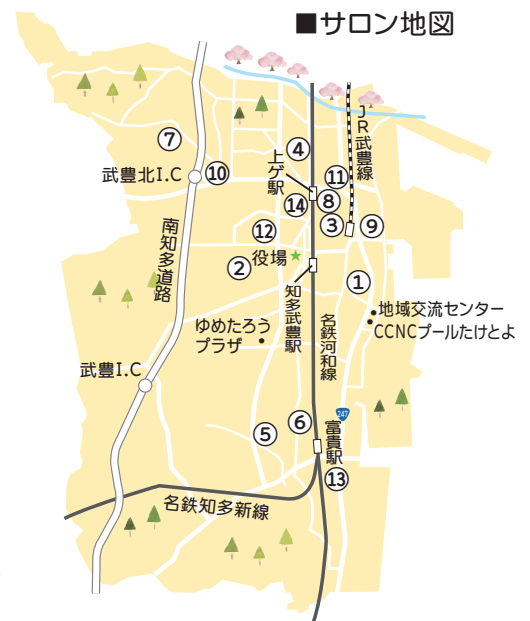 ■サロン地図
JR武豊線
⑦
④
上ゲ駅
⑪
武豊北I.C
⑩
⑭
⑧
③
⑨
⑫
役場
②
知多武豊駅
①
南知多道路
地域交流センター
CCNCプールたけとよ
ゆめたろう
プラザ
名鉄河和線
武豊I.C
247
⑥
⑤
富貴駅
⑬
名鉄知多新線